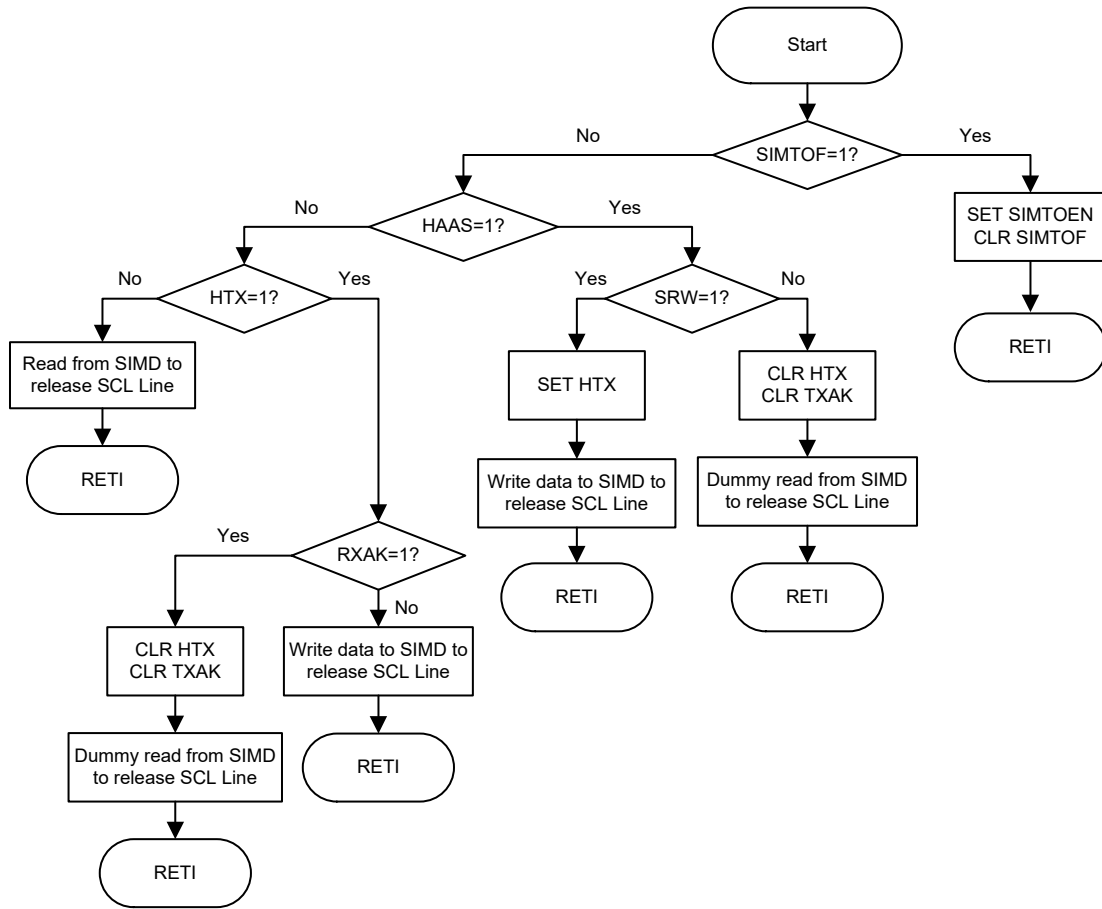 Start
No
SIMTOF=1?
Yes
No
HAAS=1?
Yes
SET SIMTOEN
CLR SIMTOF
No
HTX=1?
Yes
Yes
SRW=1?
No
RETI
Read from SIMD to
release SCL Line
SET HTX
CLR HTX
CLR TXAK
RETI
Write data to SIMD to
release SCL Line
Dummy read from SIMD
to release SCL Line
Yes
RXAK=1?
No
RETI
RETI
CLR HTX
CLR TXAK
Write data to SIMD to
release SCL Line
Dummy read from SIMD
to release SCL Line
RETI
RETI